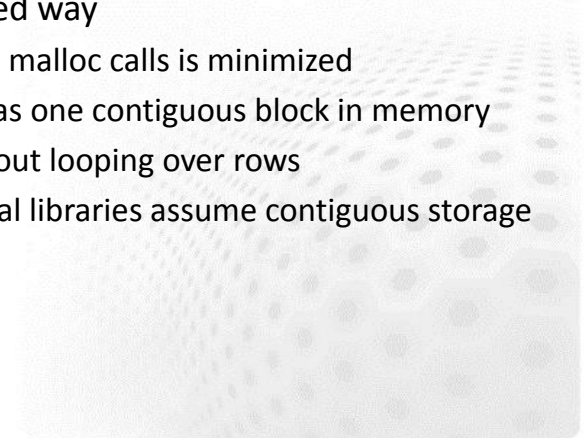 ed way
malloc calls is minimized
as one contiguous block in memory
out looping over rows
al libraries assume contiguous storage